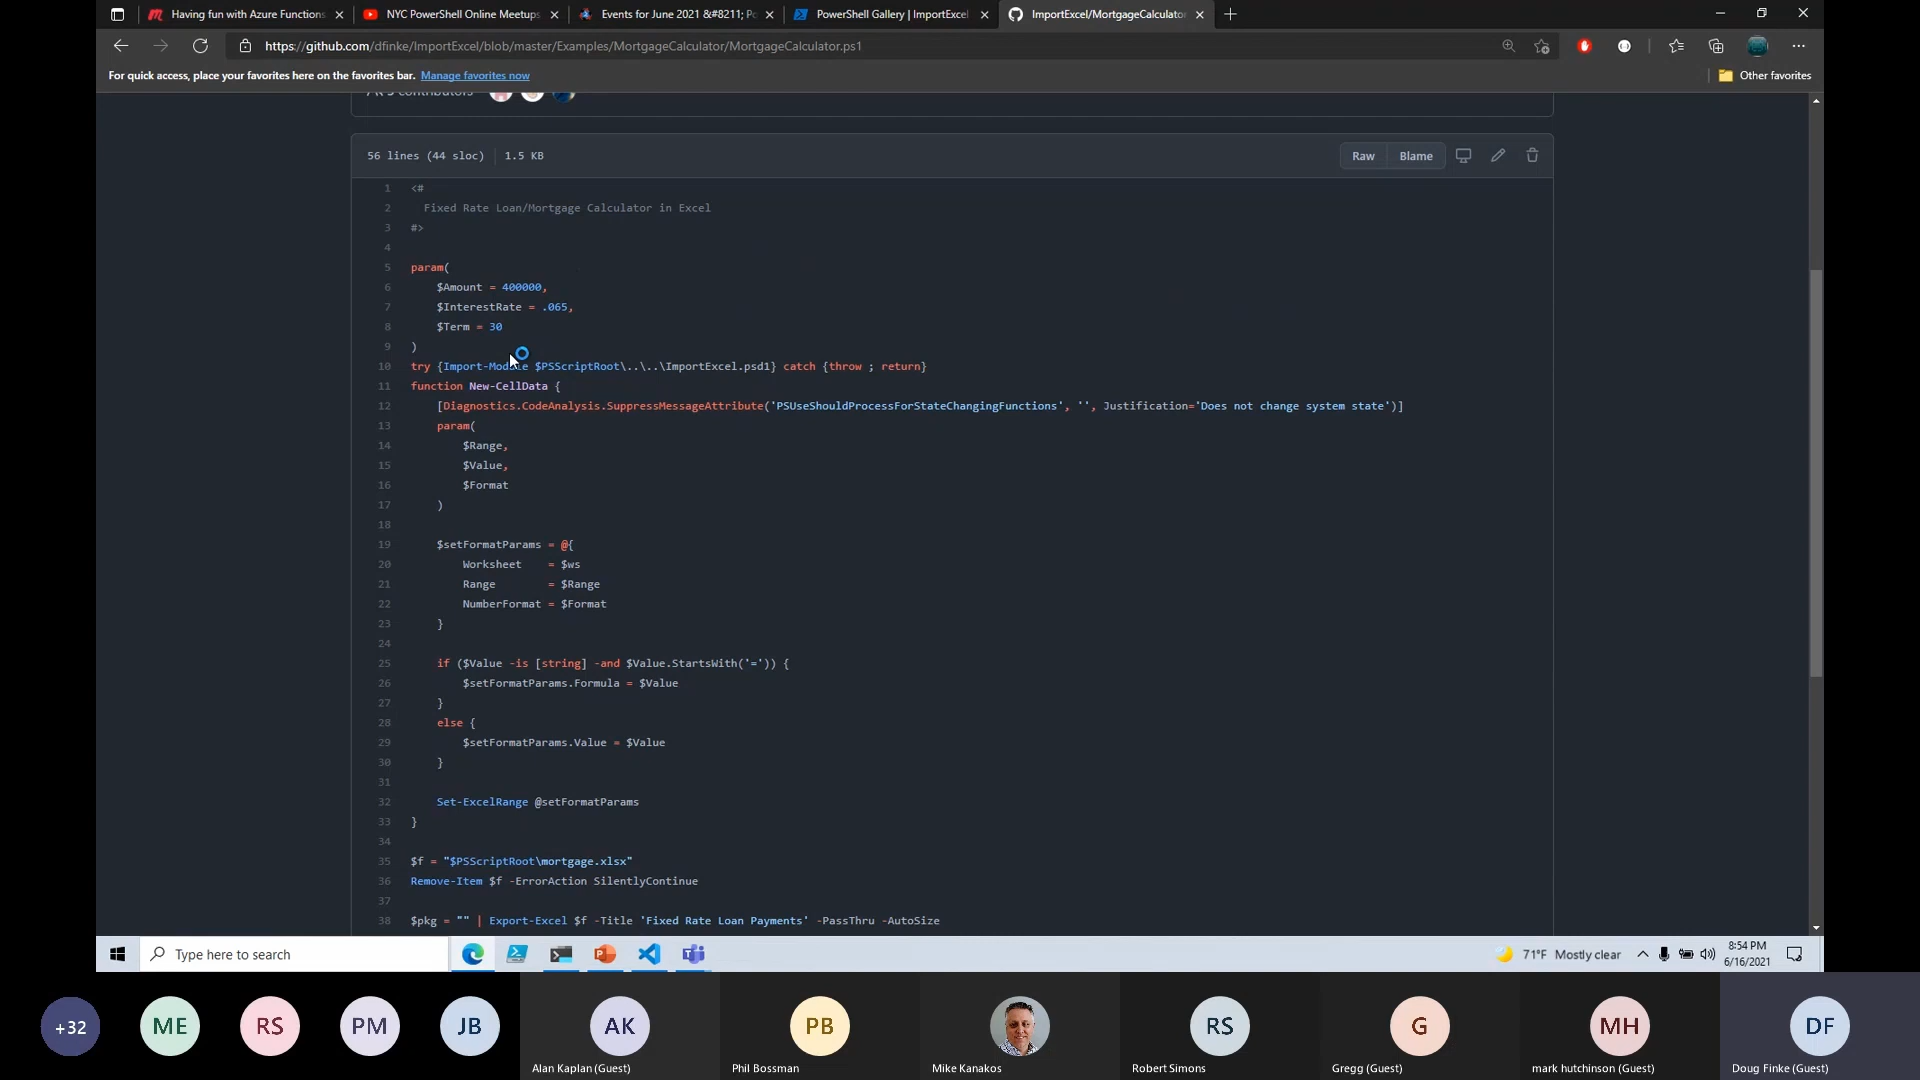 Having fun with Azure Functions
NYC PowerShell Online Meetups
Events for June 2021 &#8211; Po
PowerShell Gallery | ImportExcel
ImportExcel/MortgageCalculator
https://github.com/dfinke/ImportExcel/blob/master/Examples/MortgageCalculator/MortgageCalculator.ps1
For quick access, place your favorites here on the favorites bar. Manage favorites now
Other favorites
contributors
56 lines (44 sloc) 1.5 KB
Raw Blame
1 <#
2 Fixed Rate Loan/Mortgage Calculator in Excel
3 #>
4
5 param(
6 $Amount = 400000,
7 $InterestRate = .065,
8 $Term = 30
9 )
10 try {Import-Module $PSScriptRoot\..\..\ImportExcel.psd1} catch {throw ; return}
11 function New-CellData {
12 [Diagnostics.CodeAnalysis.SuppressMessageAttribute('PSUseShouldProcessForStateChangingFunctions', '', Justification='Does not change system state')]
13 param(
14 $Range,
15 $Value,
16 $Format
17 )
18
19 $setFormatParams = @{
20 Worksheet = $ws
21 Range = $Range
22 NumberFormat = $Format
23 }
24
25 if ($Value -is [string] -and $Value.StartsWith('=')) {
26 $setFormatParams.Formula = $Value
27 }
28 else {
29 $setFormatParams.Value = $Value
30 }
31
32 Set-ExcelRange @setFormatParams
33 }
34
35 $f = "$PSScriptRoot\mortgage.xlsx"
36 Remove-Item $f -ErrorAction SilentlyContinue
37
38 $pkg = "" | Export-Excel $f -Title 'Fixed Rate Loan Payments' -PassThru -AutoSize
Type here to search
71°F Mostly clear
8:54 PM
6/16/2021
+32 ME RS PM JB AK PB RS G MH DF
Alan Kaplan (Guest) Phil Bossman Mike Kanakos Robert Simons Gregg (Guest) mark hutchinson (Guest) Doug Finke (Guest)